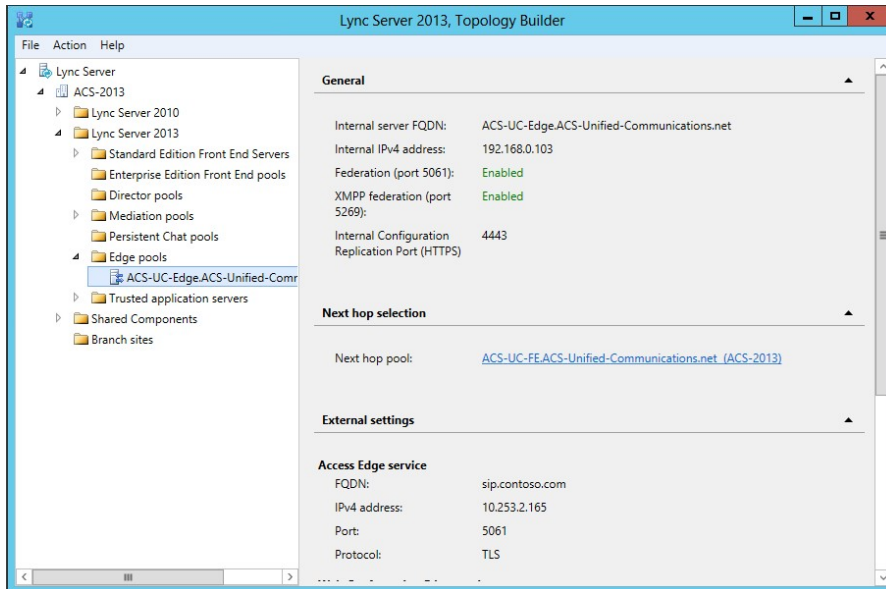 Lync Server 2013, Topology Builder
File Action Help
Lync Server
ACS-2013
Lync Server 2010
Lync Server 2013
Standard Edition Front End Servers
Enterprise Edition Front End pools
Director pools
Mediation pools
Persistent Chat pools
Edge pools
ACS-UC-Edge.ACS-Unified-Comr
Trusted application servers
Shared Components
Branch sites
General
Internal server FQDN: ACS-UC-Edge.ACS-Unified-Communications.net
Internal IPv4 address: 192.168.0.103
Federation (port 5061): Enabled
XMPP federation (port Enabled
5269):
Internal Configuration 4443
Replication Port (HTTPS)
Next hop selection
Next hop pool: ACS-UC-FE.ACS-Unified-Communications.net (ACS-2013)
External settings
Access Edge service
FQDN: sip.contoso.com
IPv4 address: 10.253.2.165
Port: 5061
Protocol: TLS